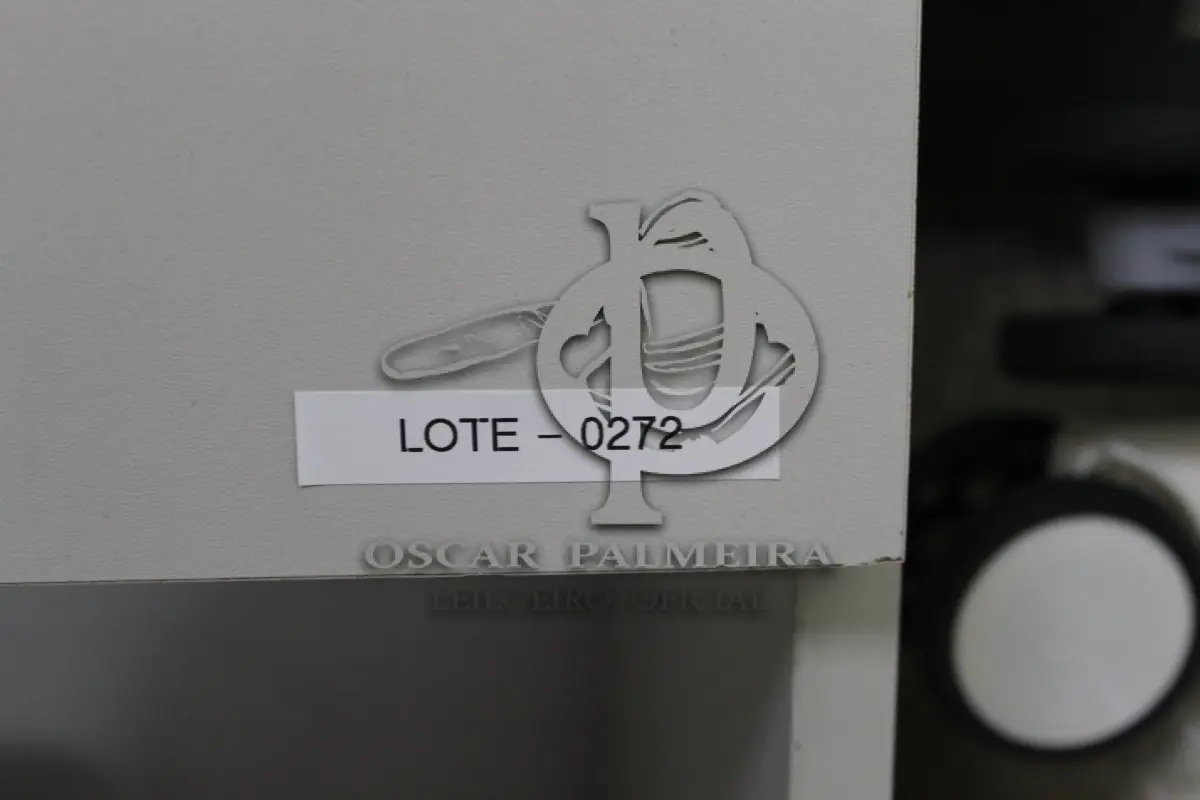 LOTE – 0272
OSCAR PALMEIRA
LEILOEIRO OFICIAL